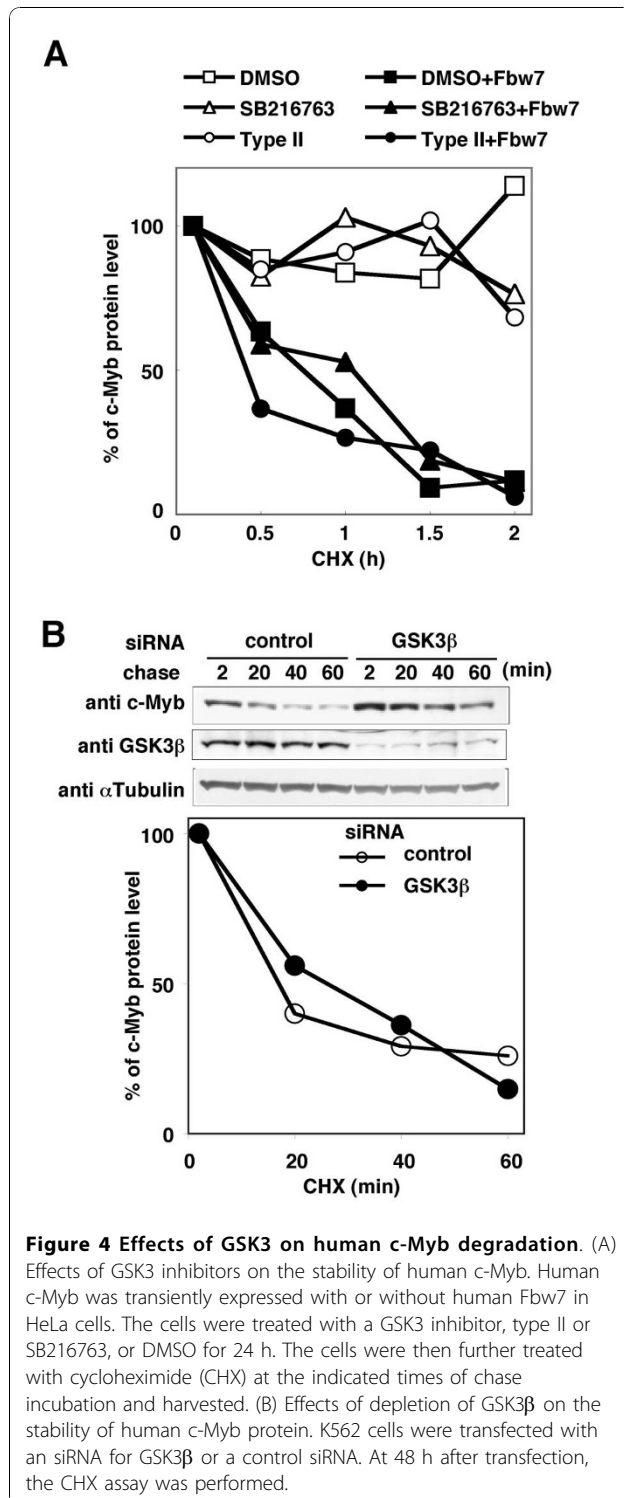 A
DMSO DMSO+Fbw7
SB216763 SB216763+Fbw7
Type II Type II+Fbw7
% of c-Myb protein level
100
50
0
0 0.5 1 1.5 2
CHX (h)
B
siRNA control GSK3β
chase 2 20 40 60 2 20 40 60 (min)
anti c-Myb
anti GSK3β
anti αTubulin
siRNA
control
GSK3β
% of c-Myb protein level
100
50
0
0 20 40 60
CHX (min)
Figure 4 Effects of GSK3 on human c-Myb degradation. (A)
Effects of GSK3 inhibitors on the stability of human c-Myb. Human
c-Myb was transiently expressed with or without human Fbw7 in
HeLa cells. The cells were treated with a GSK3 inhibitor, type II or
SB216763, or DMSO for 24 h. The cells were then further treated
with cycloheximide (CHX) at the indicated times of chase
incubation and harvested. (B) Effects of depletion of GSK3β on the
stability of human c-Myb protein. K562 cells were transfected with
an siRNA for GSK3β or a control siRNA. At 48 h after transfection,
the CHX assay was performed.